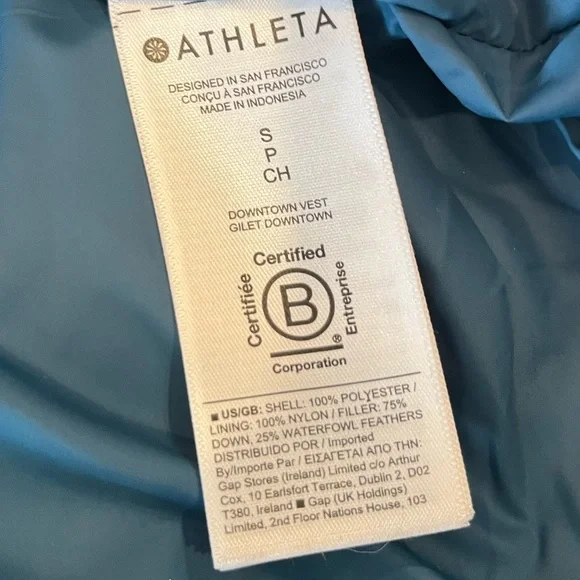 ATHLETA
DESIGNED IN SAN FRANCISCO
CONÇU À SAN FRANCISCO
MADE IN INDONESIA
S
P
CH
DOWNTOWN VEST
GILET DOWNTOWN
Certified
Certifiée
B
Entreprise
®
Corporation
■ US/GB: SHELL: 100% POLYESTER /
LINING: 100% NYLON / FILLER: 75%
DOWN, 25% WATERFOWL FEATHERS
DISTRIBUIDO POR / Imported
By/Importe Par / ΕΙΣΑΓΕΤΑΙ ΑΠΟ ΤΗΝ:
Gap Stores (Ireland) Limited c/o Arthur
Cox, 10 Earlsfort Terrace, Dublin 2, D02
T380, Ireland ■ Gap (UK Holdings)
Limited, 2nd Floor Nations House, 103